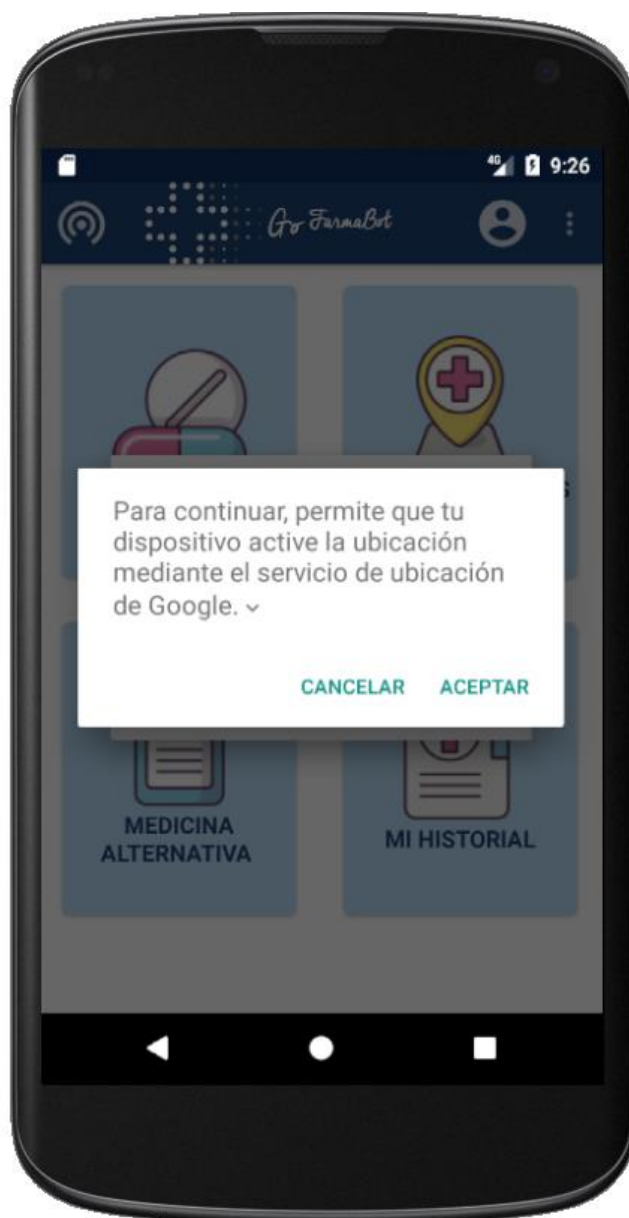 4G 9:26
Go FarmaBot
S
Para continuar, permite que tu
dispositivo active la ubicación
mediante el servicio de ubicación
de Google.
CANCELAR ACEPTAR
MEDICINA
ALTERNATIVA
MI HISTORIAL